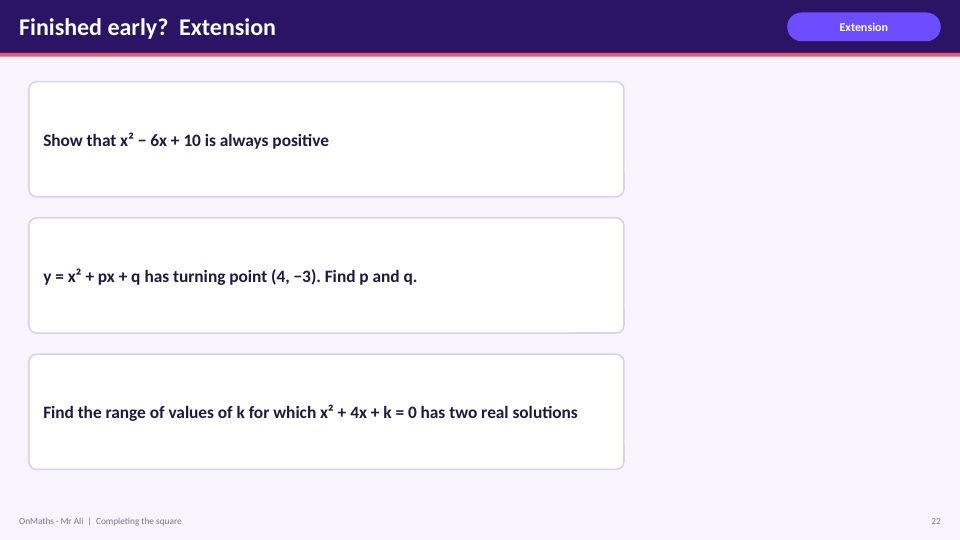 Finished early?  Extension
Extension
Show that x² − 6x + 10 is always positive
y = x² + px + q has turning point (4, −3). Find p and q.
Find the range of values of k for which x² + 4x + k = 0 has two real solutions
OnMaths - Mr Ali  |  Completing the square
22